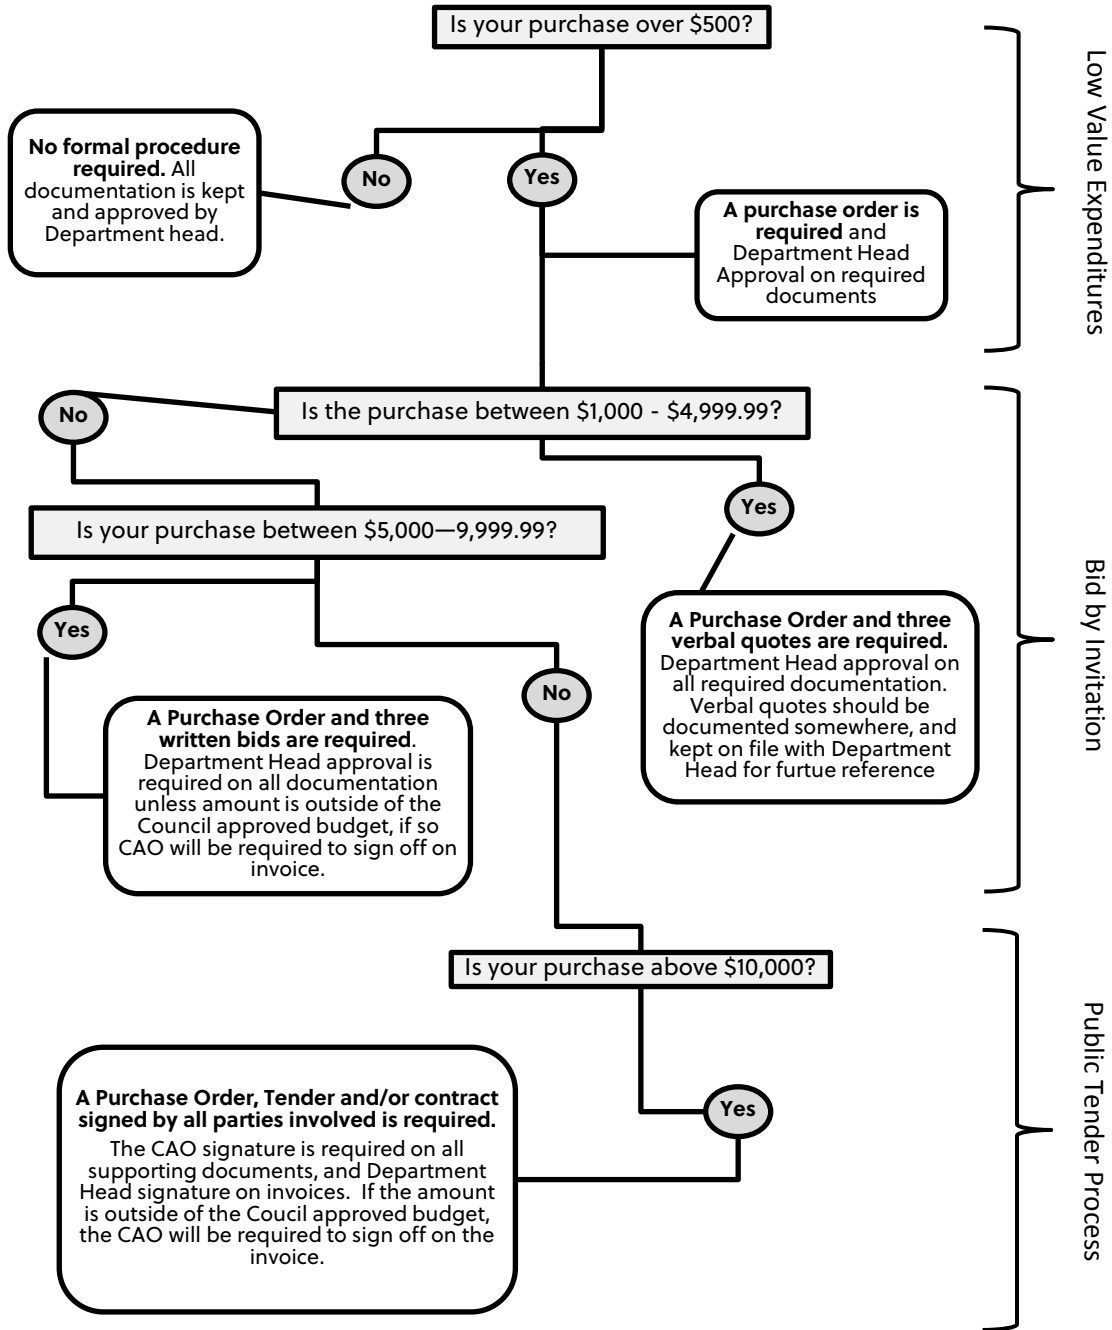 Is your purchase over $500?
No formal procedure
required. All
documentation is kept
and approved by
Department head.
No
Yes
A purchase order is
required and
Department Head
Approval on required
documents
Low Value Expenditures
No
Is the purchase between $1,000 - $4,999.99?
Is your purchase between $5,000—9,999.99?
Yes
Yes
A Purchase Order and three
verbal quotes are required.
Department Head approval on
all required documentation.
Verbal quotes should be
documented somewhere, and
kept on file with Department
Head for furtue reference
No
A Purchase Order and three
written bids are required.
Department Head approval is
required on all documentation
unless amount is outside of the
Council approved budget, if so
CAO will be required to sign off on
invoice.
Bid by Invitation
Is your purchase above $10,000?
Yes
A Purchase Order, Tender and/or contract
signed by all parties involved is required.
The CAO signature is required on all
supporting documents, and Department
Head signature on invoices.  If the amount
is outside of the Coucil approved budget,
the CAO will be required to sign off on the
invoice.
Public Tender Process